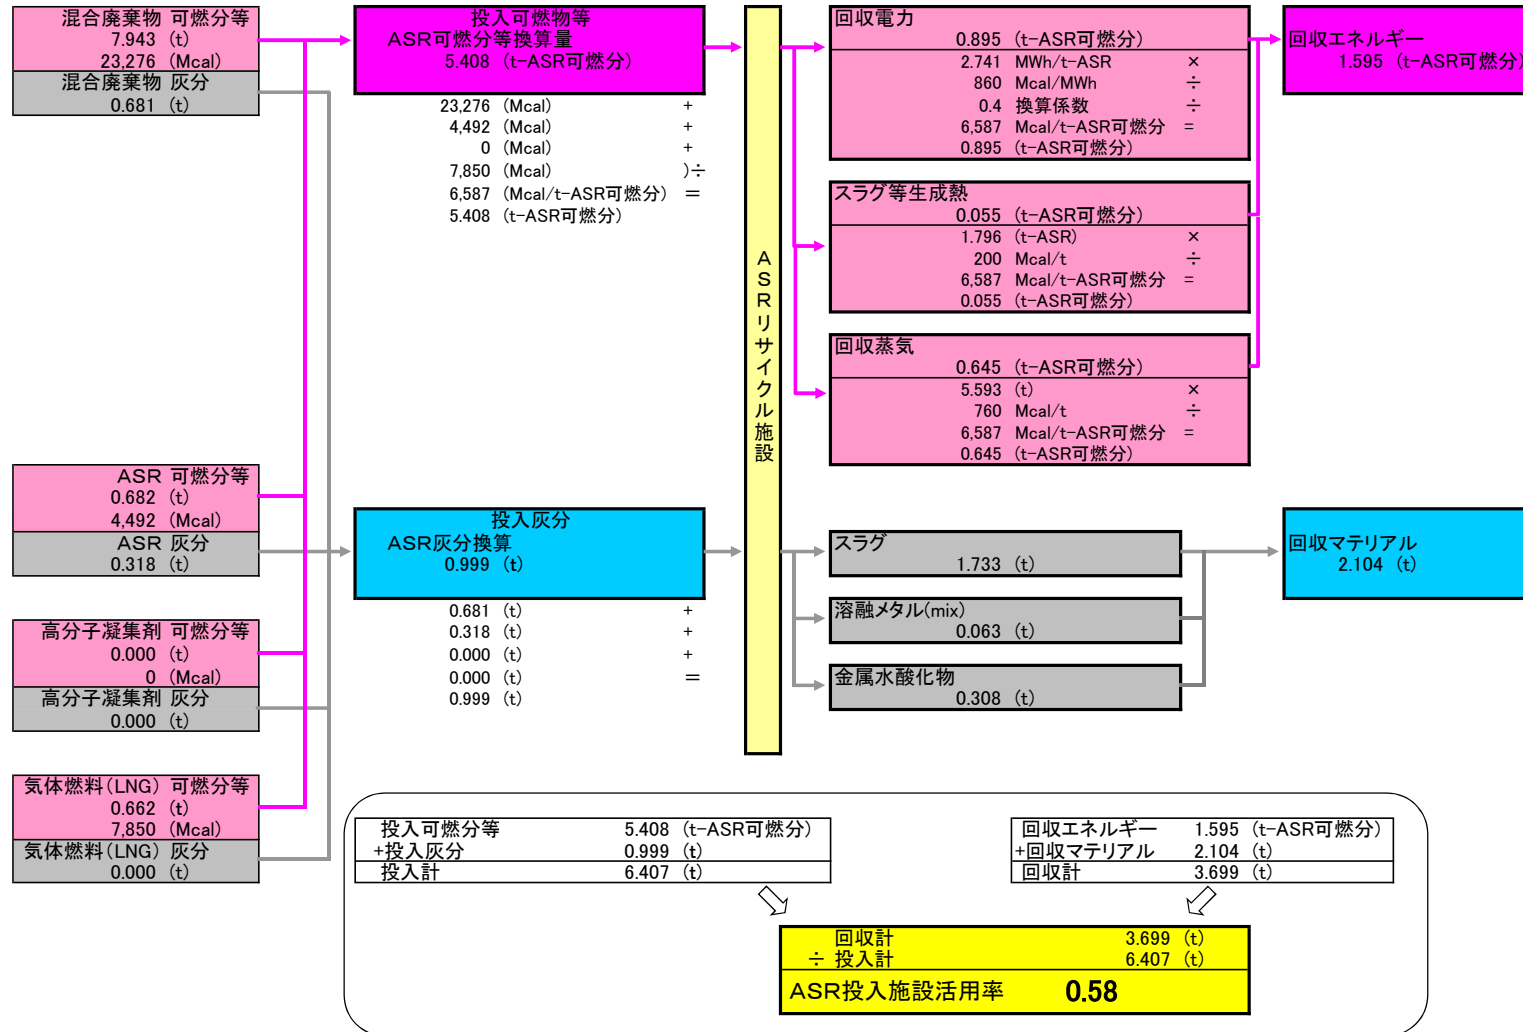 混合廃棄物 可燃分等
7.943 (t)
23,276 (Mcal)
混合廃棄物 灰分
0.681 (t)
ASR 可燃分等
0.682 (t)
4,492 (Mcal)
ASR 灰分
0.318 (t)
高分子凝集剤 可燃分等
0.000 (t)
0 (Mcal)
高分子凝集剤 灰分
0.000 (t)
気体燃料(LNG) 可燃分等
0.662 (t)
7,850 (Mcal)
気体燃料(LNG) 灰分
0.000 (t)
投入可燃物等
ASR可燃分等換算量
5.408 (t-ASR可燃分)
23,276 (Mcal) +
4,492 (Mcal) +
0 (Mcal) +
7,850 (Mcal) )÷
6,587 (Mcal/t-ASR可燃分) =
5.408 (t-ASR可燃分)
投入灰分
ASR灰分換算
0.999 (t)
0.681 (t) +
0.318 (t) +
0.000 (t) +
0.000 (t) =
0.999 (t)
ASRリサイクル施設
回収電力
0.895 (t-ASR可燃分)
2.741 MWh/t-ASR ×
860 Mcal/MWh ÷
0.4 換算係数 ÷
6,587 Mcal/t-ASR可燃分 =
0.895 (t-ASR可燃分)
スラグ等生成熱
0.055 (t-ASR可燃分)
1.796 (t-ASR) ×
200 Mcal/t ÷
6,587 Mcal/t-ASR可燃分 =
0.055 (t-ASR可燃分)
回収蒸気
0.645 (t-ASR可燃分)
5.593 (t) ×
760 Mcal/t ÷
6,587 Mcal/t-ASR可燃分 =
0.645 (t-ASR可燃分)
スラグ
1.733 (t)
溶融メタル(mix)
0.063 (t)
金属水酸化物
0.308 (t)
回収エネルギー
1.595 (t-ASR可燃分)
回収マテリアル
2.104 (t)
投入可燃分等 5.408 (t-ASR可燃分)
+投入灰分 0.999 (t)
投入計 6.407 (t)
回収エネルギー 1.595 (t-ASR可燃分)
+回収マテリアル 2.104 (t)
回収計 3.699 (t)
回収計 3.699 (t)
÷ 投入計 6.407 (t)
ASR投入施設活用率 0.58